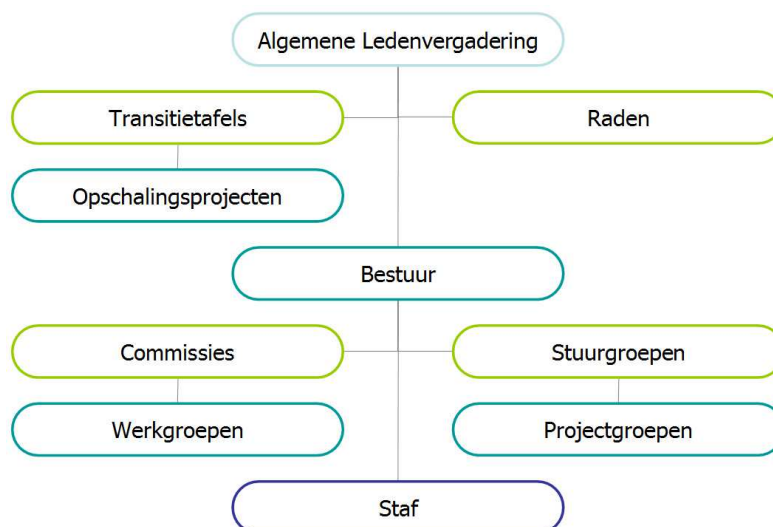 Algemene Ledenvergadering
Transitietafels
Raden
Opschalingsprojecten
Bestuur
Commissies
Stuurgroepen
Werkgroepen
Projectgroepen
Staf